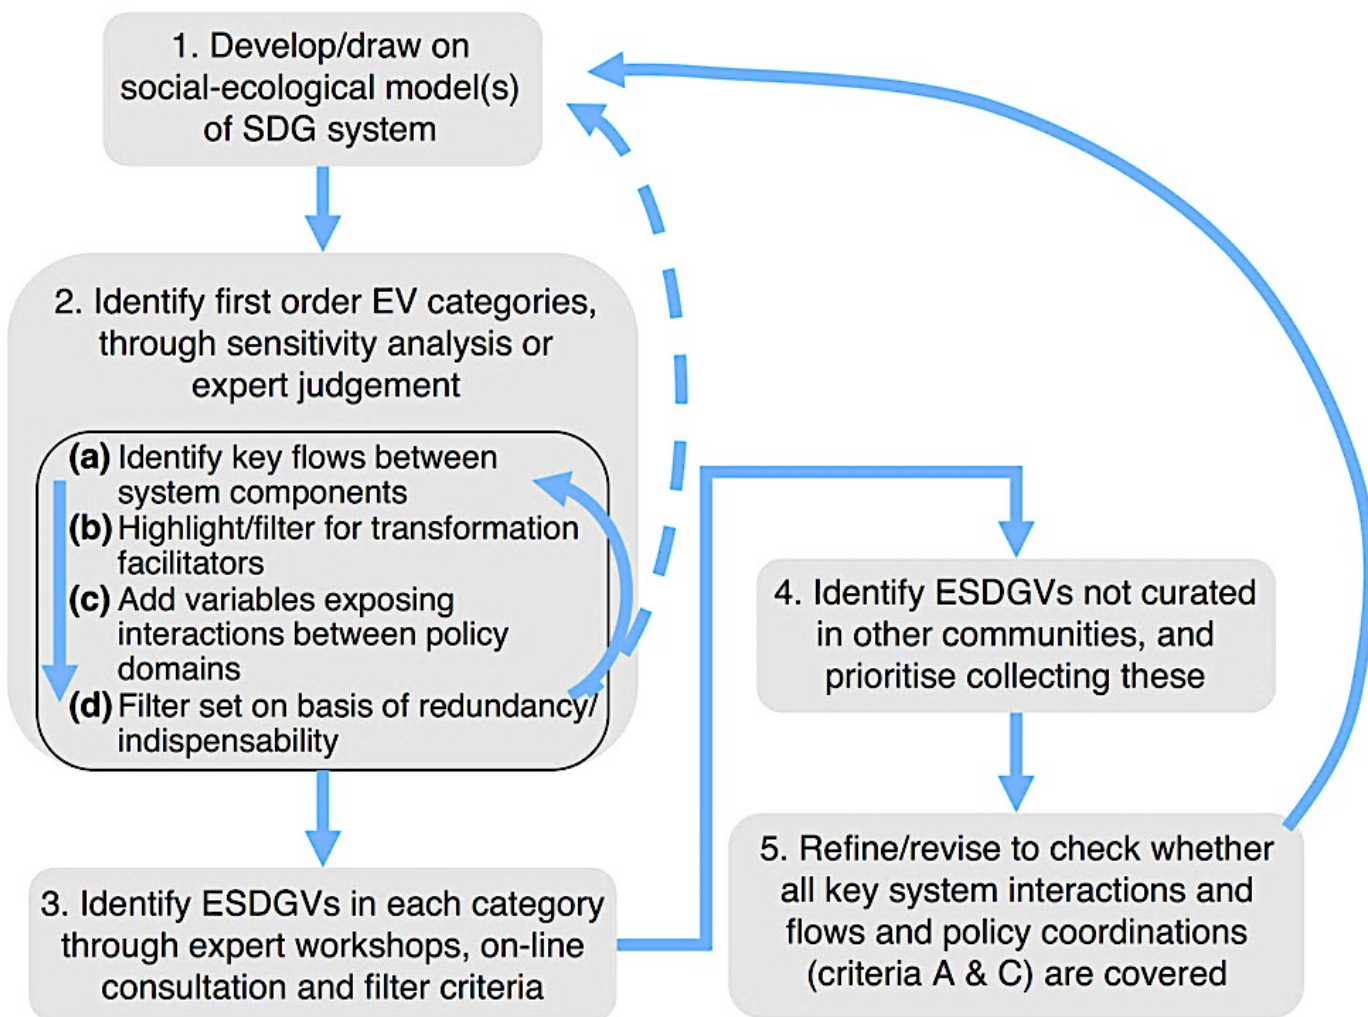 1. Develop/draw on
social-ecological model(s)
of SDG system
2. Identify first order EV categories,
through sensitivity analysis or
expert judgement
(a) Identify key flows between
system components
(b) Highlight/filter for transformation
facilitators
(c) Add variables exposing
interactions between policy
domains
(d) Filter set on basis of redundancy/
indispensability
3. Identify ESDGVs in each category
through expert workshops, on-line
consultation and filter criteria
4. Identify ESDGVs not curated
in other communities, and
prioritise collecting these
5. Refine/revise to check whether
all key system interactions and
flows and policy coordinations
(criteria A & C) are covered